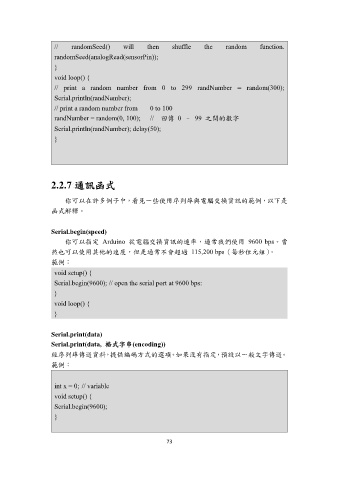 // randomSeed() will then shuffle the random function.
randomSeed(analogRead(sensorPin));
}
void loop() {
// print a random number from 0 to 299 randNumber = random(300);
Serial.println(randNumber);
// print a random number from 0 to 100
randNumber = random(0, 100); // 回傳 0 - 99 之間的數字
Serial.println(randNumber); delay(50);
}
2.2.7 通訊函式
你可以在許多例子中,看見一些使用序列埠與電腦交換資訊的範例,以下是
函式解釋。
Serial.begin(speed)
你可以指定 Arduino 從電腦交換資訊的速率,通常我們使用 9600 bps。當
然也可以使用其他的速度,但是通常不會超過 115,200 bps(每秒位元組)。
範例:
void setup() {
Serial.begin(9600); // open the serial port at 9600 bps:
}
void loop() {
}
Serial.print(data)
Serial.print(data, 格式字串(encoding))
經序列埠傳送資料,提供編碼方式的選項。如果沒有指定,預設以一般文字傳送。
範例:
int x = 0; // variable
void setup() {
Serial.begin(9600);
}
73